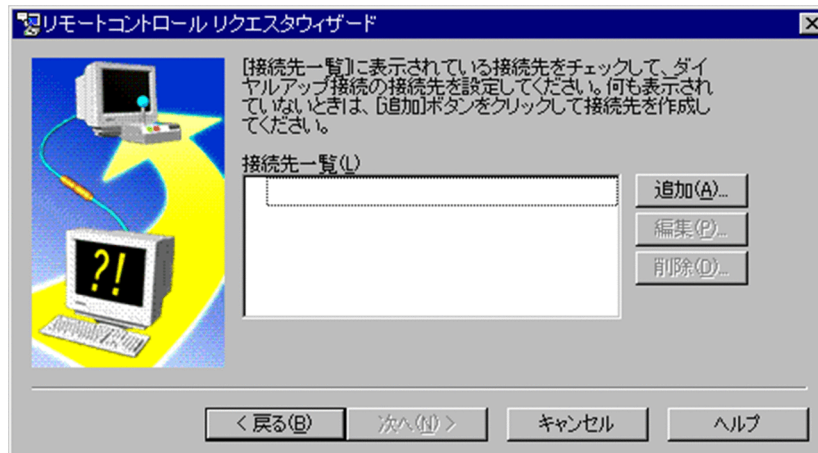 リモートコントロール リクエスタウィザード
[接続先一覧]に表示されている接続先をチェックして、ダイ
ヤルアップ接続の接続先を設定してください。何も表示され
ていないときは、[追加]ボタンをクリックして接続先を作成し
てください。
接続先一覧(L)
追加(A)...
編集(P)...
削除(D)...
?!
< 戻る(B)
次へ(N) >
キャンセル
ヘルプ